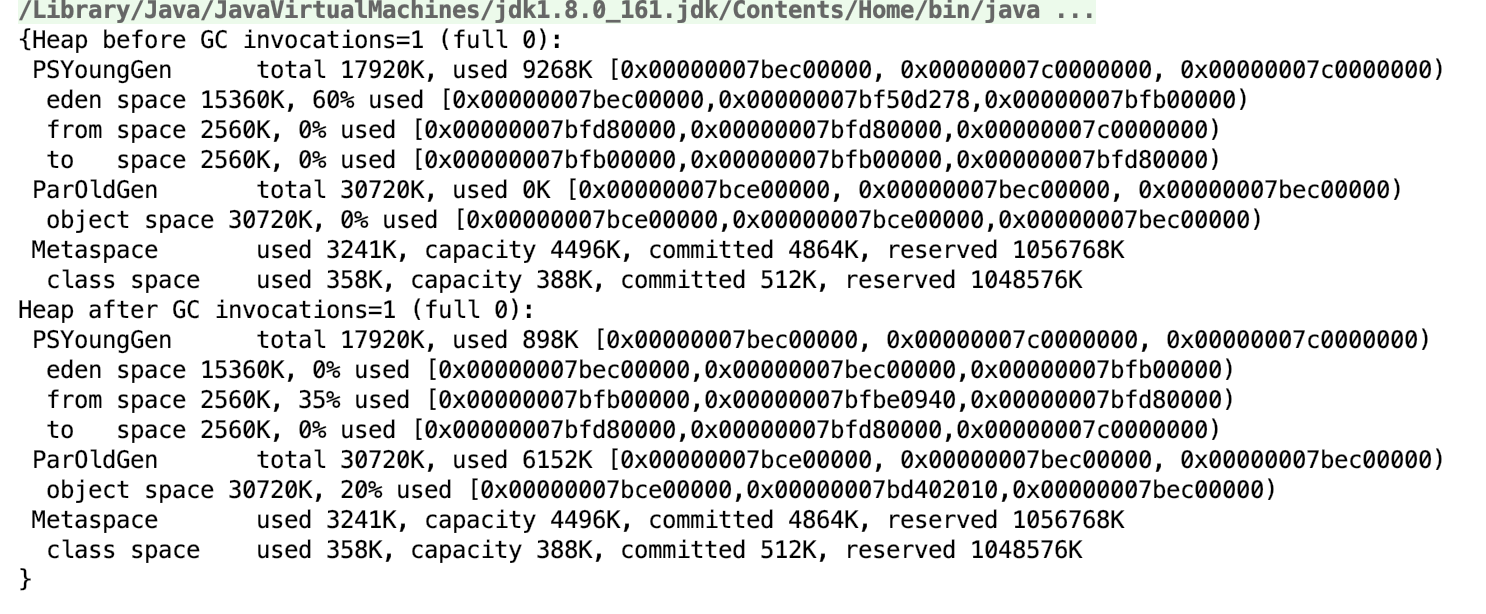 /Library/Java/JavaVirtualMachines/jdk1.8.0_161.jdk/Contents/Home/bin/java ...
{Heap before GC invocations=1 (full 0):
 PSYoungGen      total 17920K, used 9268K [0x00000007bec00000, 0x00000007c0000000, 0x00000007c0000000)
  eden space 15360K, 60% used [0x00000007bec00000,0x00000007bf50d278,0x00000007bfb00000)
  from space 2560K, 0% used [0x00000007bfd80000,0x00000007bfd80000,0x00000007c0000000)
  to   space 2560K, 0% used [0x00000007bfb00000,0x00000007bfb00000,0x00000007bfd80000)
 ParOldGen       total 30720K, used 0K [0x00000007bce00000, 0x00000007bec00000, 0x00000007bec00000)
  object space 30720K, 0% used [0x00000007bce00000,0x00000007bce00000,0x00000007bec00000)
 Metaspace       used 3241K, capacity 4496K, committed 4864K, reserved 1056768K
  class space    used 358K, capacity 388K, committed 512K, reserved 1048576K
Heap after GC invocations=1 (full 0):
 PSYoungGen      total 17920K, used 898K [0x00000007bec00000, 0x00000007c0000000, 0x00000007c0000000)
  eden space 15360K, 0% used [0x00000007bec00000,0x00000007bec00000,0x00000007bfb00000)
  from space 2560K, 35% used [0x00000007bfb00000,0x00000007bfbe0940,0x00000007bfd80000)
  to   space 2560K, 0% used [0x00000007bfd80000,0x00000007bfd80000,0x00000007c0000000)
 ParOldGen       total 30720K, used 6152K [0x00000007bce00000, 0x00000007bec00000, 0x00000007bec00000)
  object space 30720K, 20% used [0x00000007bce00000,0x00000007bd402010,0x00000007bec00000)
 Metaspace       used 3241K, capacity 4496K, committed 4864K, reserved 1056768K
  class space    used 358K, capacity 388K, committed 512K, reserved 1048576K
}